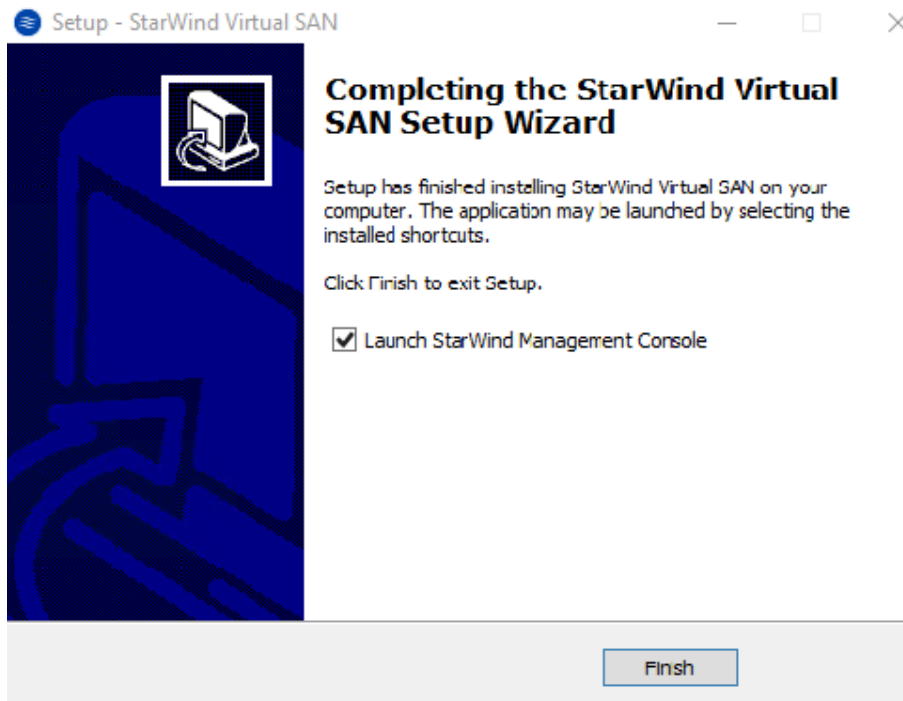 Setup - StarWind Virtual SAN
Completing the StarWind Virtual
SAN Setup Wizard
Setup has finished installing StarWind Virtual SAN on your
computer. The application may be launched by selecting the
installed shortcuts.
Click Finish to exit Setup.
Launch StarWind Management Console
Finish